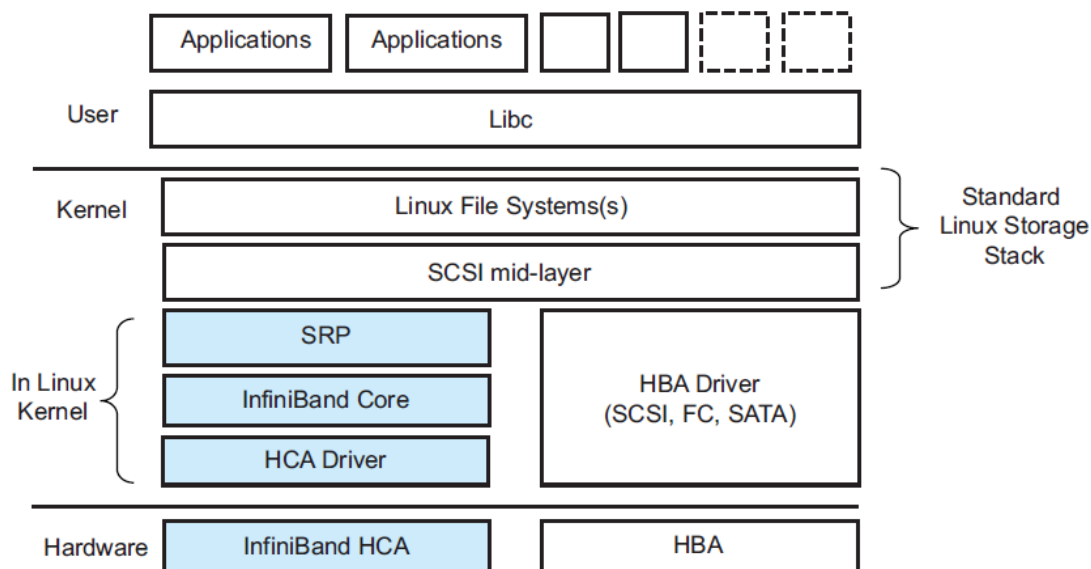 Applications
Applications
User
Libc
Kernel
Linux File Systems(s)
SCSI mid-layer
Standard
Linux Storage
Stack
In Linux
Kernel
SRP
InfiniBand Core
HCA Driver
HBA Driver
(SCSI, FC, SATA)
Hardware
InfiniBand HCA
HBA